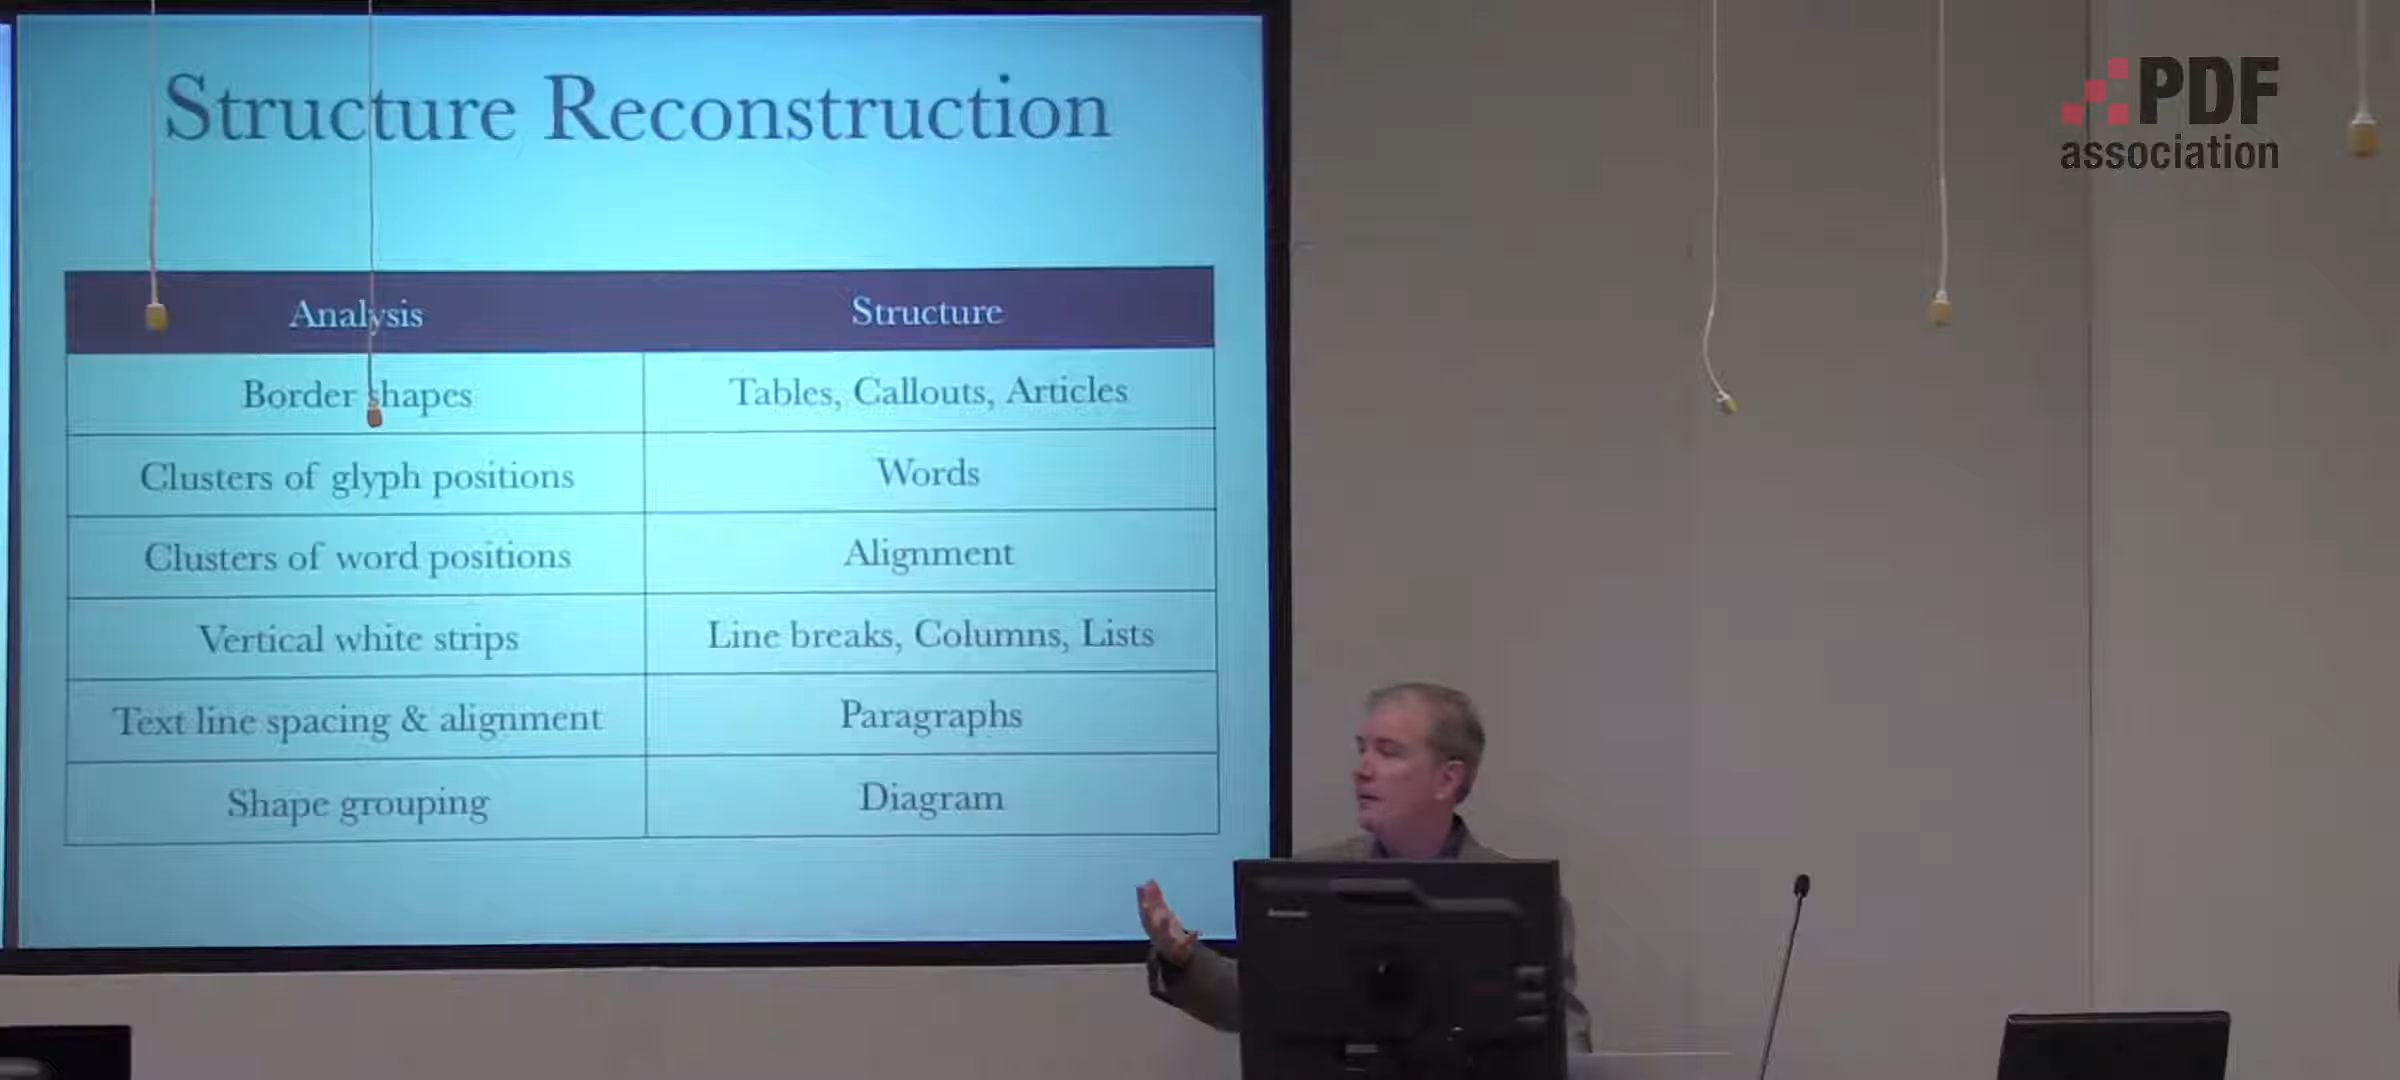 Structure Reconstruction
Analysis Structure
Border shapes Tables, Callouts, Articles
Clusters of glyph positions Words
Clusters of word positions Alignment
Vertical white strips Line breaks, Columns, Lists
Text line spacing & alignment Paragraphs
Shape grouping Diagram
PDF
association